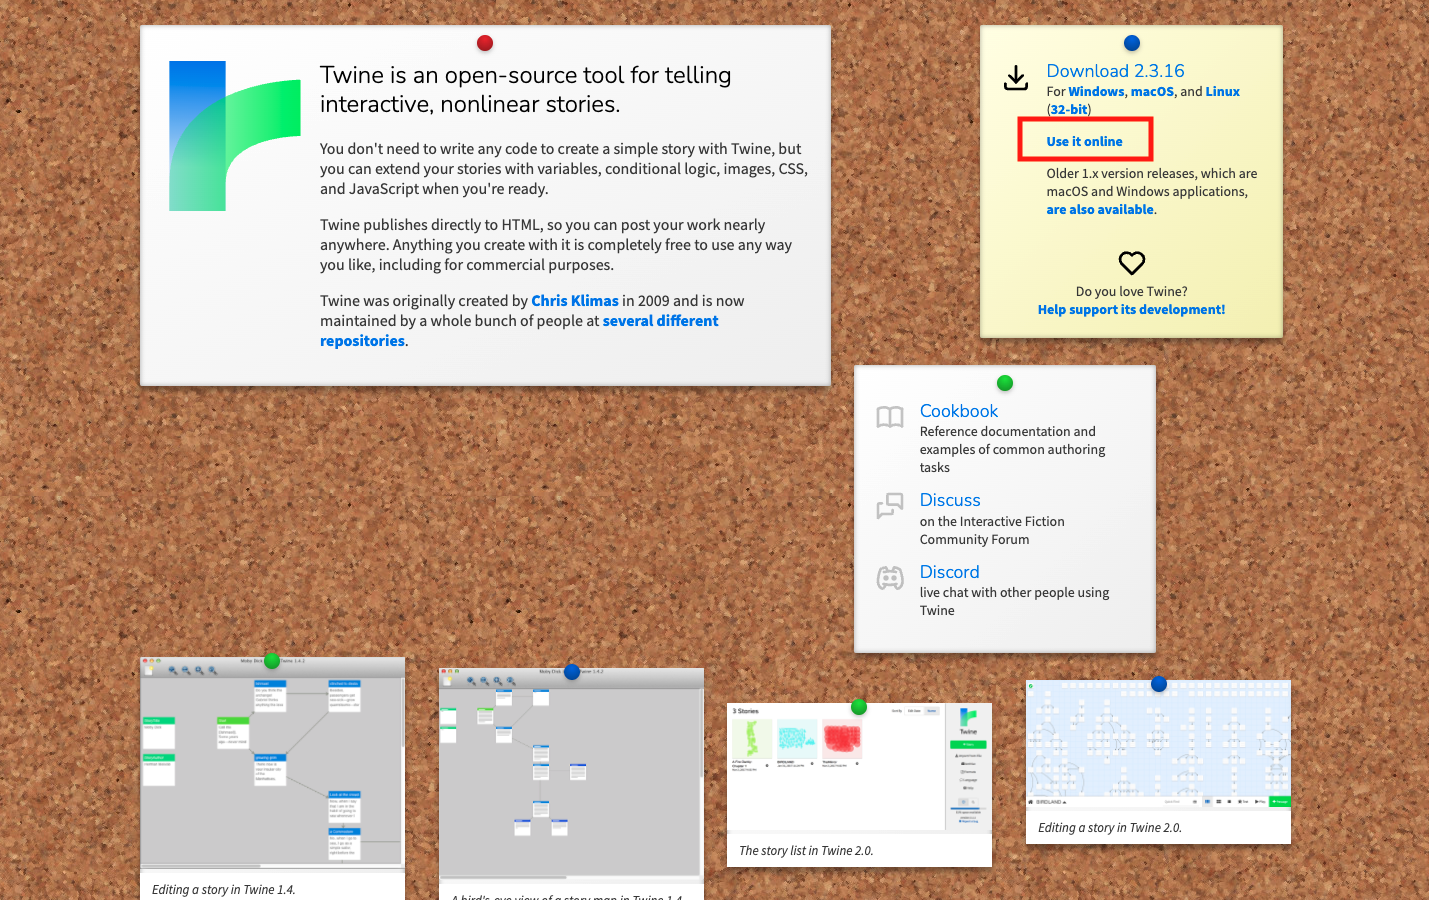 Twine is an open-source tool for telling
interactive, nonlinear stories.
You don't need to write any code to create a simple story with Twine, but
you can extend your stories with variables, conditional logic, images, CSS,
and JavaScript when you're ready.
Twine publishes directly to HTML, so you can post your work nearly
anywhere. Anything you create with it is completely free to use any way
you like, including for commercial purposes.
Twine was originally created by Chris Klimas in 2009 and is now
maintained by a whole bunch of people at several different
repositories.
Download 2.3.16
For Windows, macOS, and Linux
(32-bit)
Use it online
Older 1.x version releases, which are
macOS and Windows applications,
are also available.
Do you love Twine?
Help support its development!
Cookbook
Reference documentation and
examples of common authoring
tasks
Discuss
on the Interactive Fiction
Community Forum
Discord
live chat with other people using
Twine
Editing a story in Twine 1.4.
A bird's-eye view of a story map in Twine 1.4.
3 Stories
Twine
The story list in Twine 2.0.
BIRDLAND
Editing a story in Twine 2.0.